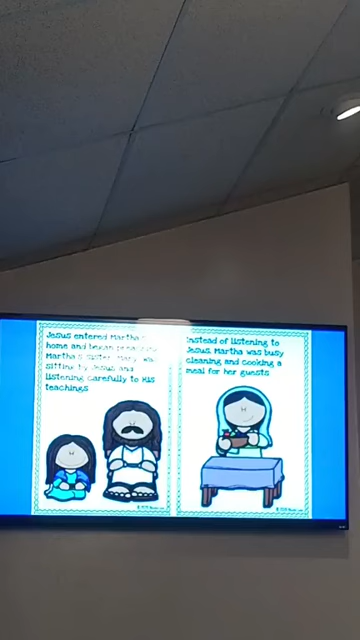 Jesus entered Martha's
home and began preaching.
Martha's sister, Mary, was
sitting by Jesus and
listening carefully to His
teachings
Instead of listening to
Jesus, Martha was busy
cleaning and cooking a
meal for her guests